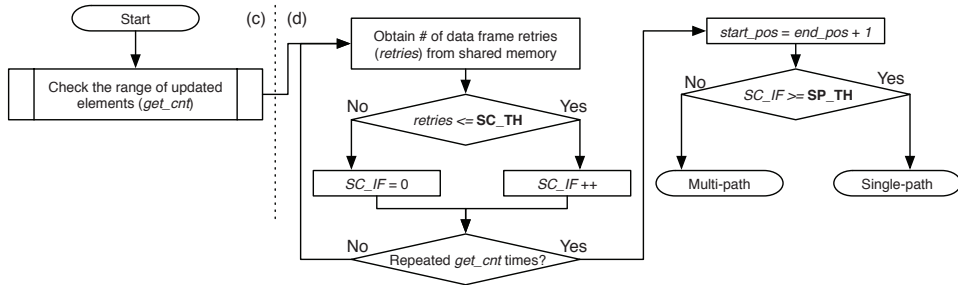 Start
(c)
(d)
Check the range of updated
elements (get_cnt)
Obtain # of data frame retries
(retries) from shared memory
No
Yes
retries <= SC_TH
SC_IF = 0
SC_IF ++
No
Yes
Repeated get_cnt times?
start_pos = end_pos + 1
No
Yes
SC_IF >= SP_TH
Multi-path
Single-path